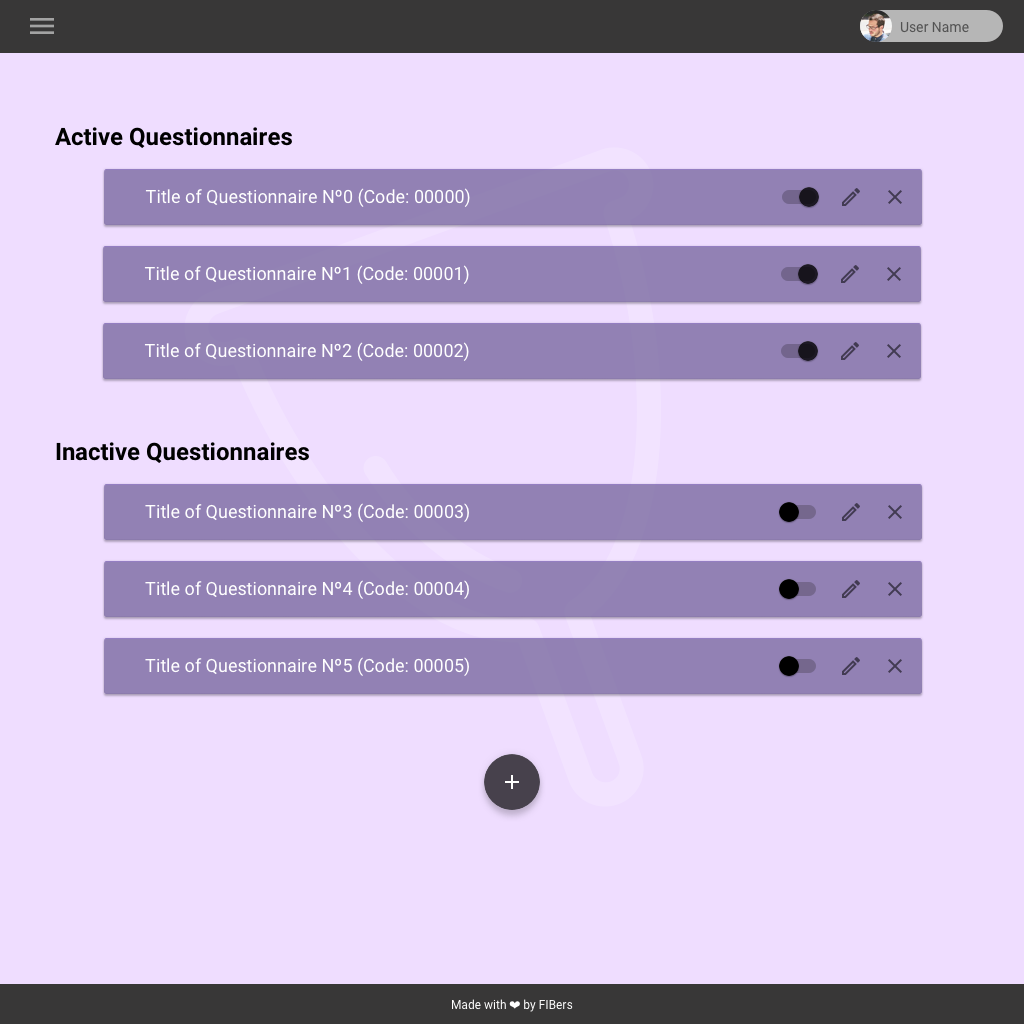 User Name
Active Questionnaires
Title of Questionnaire Nº0 (Code: 00000)
Title of Questionnaire Nº1 (Code: 00001)
Title of Questionnaire Nº2 (Code: 00002)
Inactive Questionnaires
Title of Questionnaire Nº3 (Code: 00003)
Title of Questionnaire Nº4 (Code: 00004)
Title of Questionnaire Nº5 (Code: 00005)
Made with ❤ by FIBers